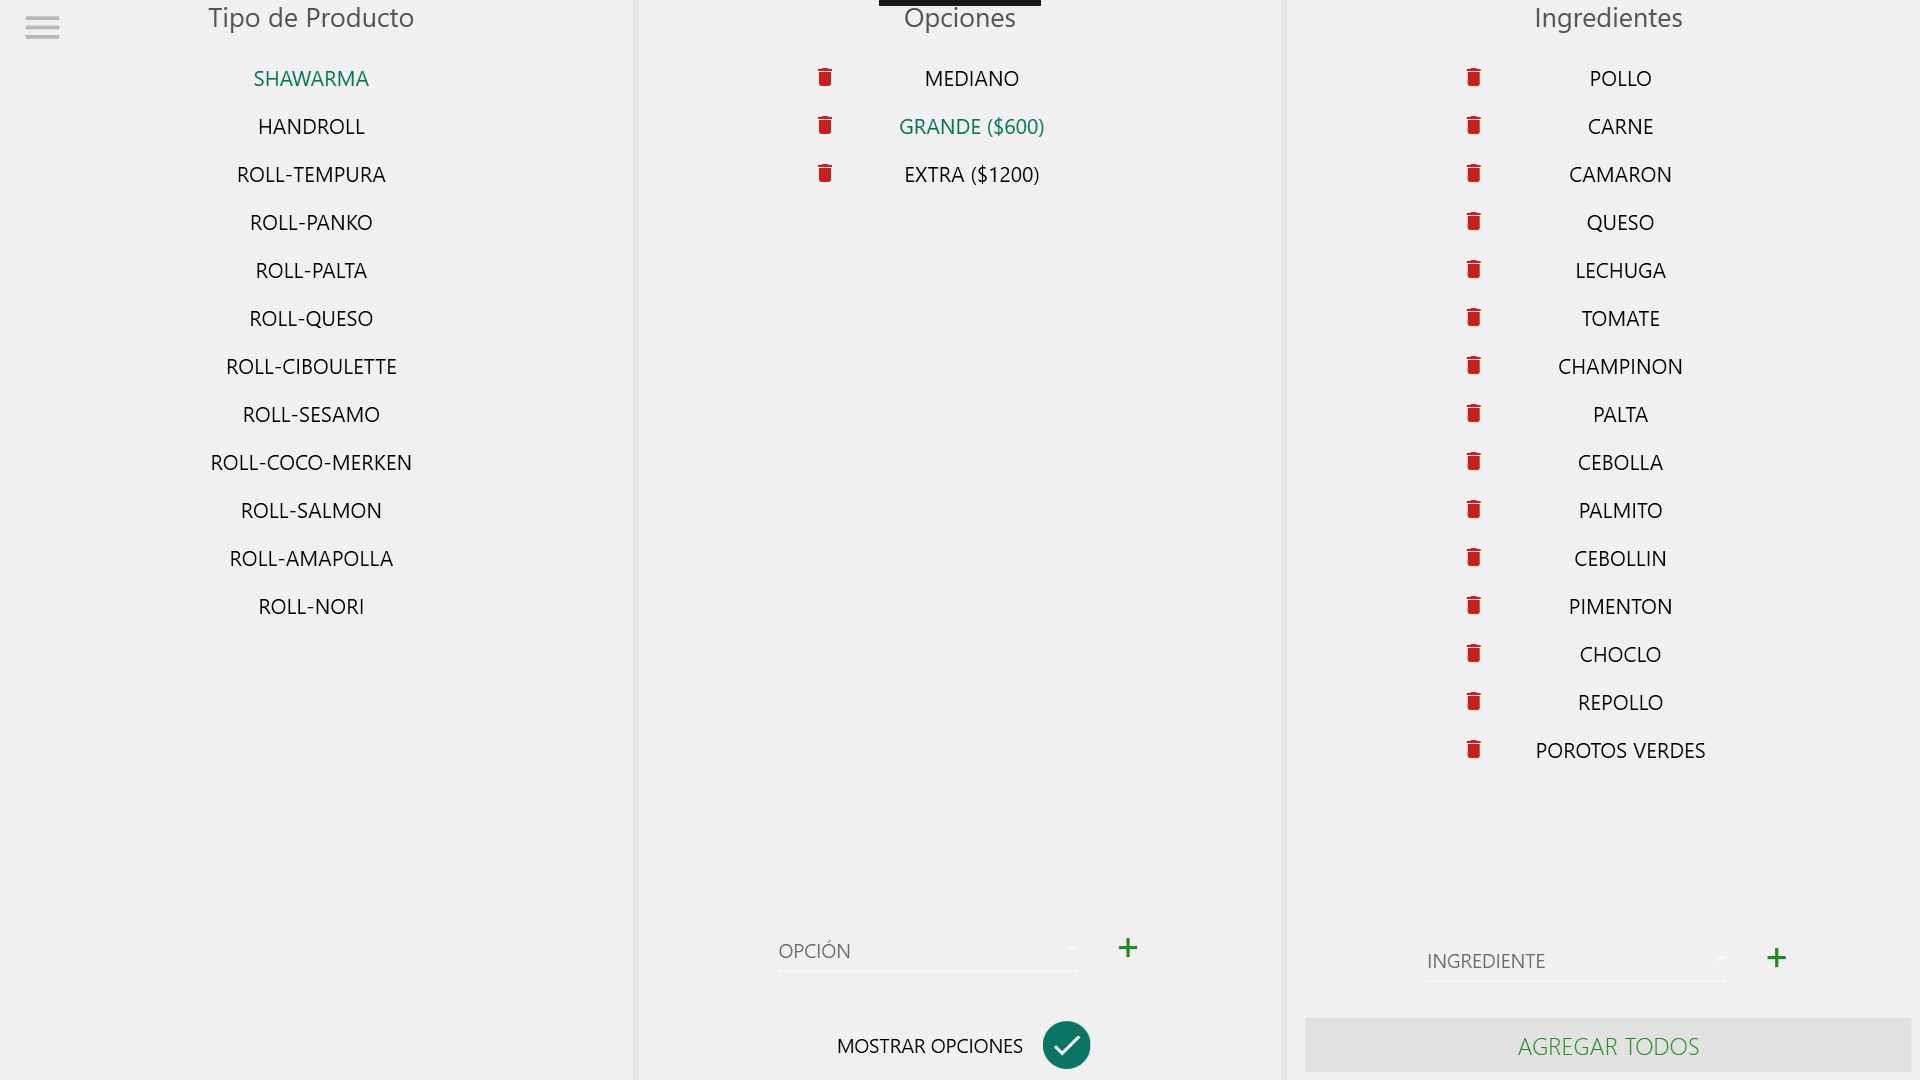 Tipo de Producto
SHAWARMA
HANDROLL
ROLL-TEMPURA
ROLL-PANKO
ROLL-PALTA
ROLL-QUESO
ROLL-CIBOULETTE
ROLL-SESAMO
ROLL-COCO-MERKEN
ROLL-SALMON
ROLL-AMAPOLLA
ROLL-NORI
Opciones
MEDIANO
GRANDE ($600)
EXTRA ($1200)
OPCIÓN
MOSTRAR OPCIONES
Ingredientes
POLLO
CARNE
CAMARON
QUESO
LECHUGA
TOMATE
CHAMPINON
PALTA
CEBOLLA
PALMITO
CEBOLLIN
PIMENTON
CHOCLO
REPOLLO
POROTOS VERDES
INGREDIENTE
AGREGAR TODOS